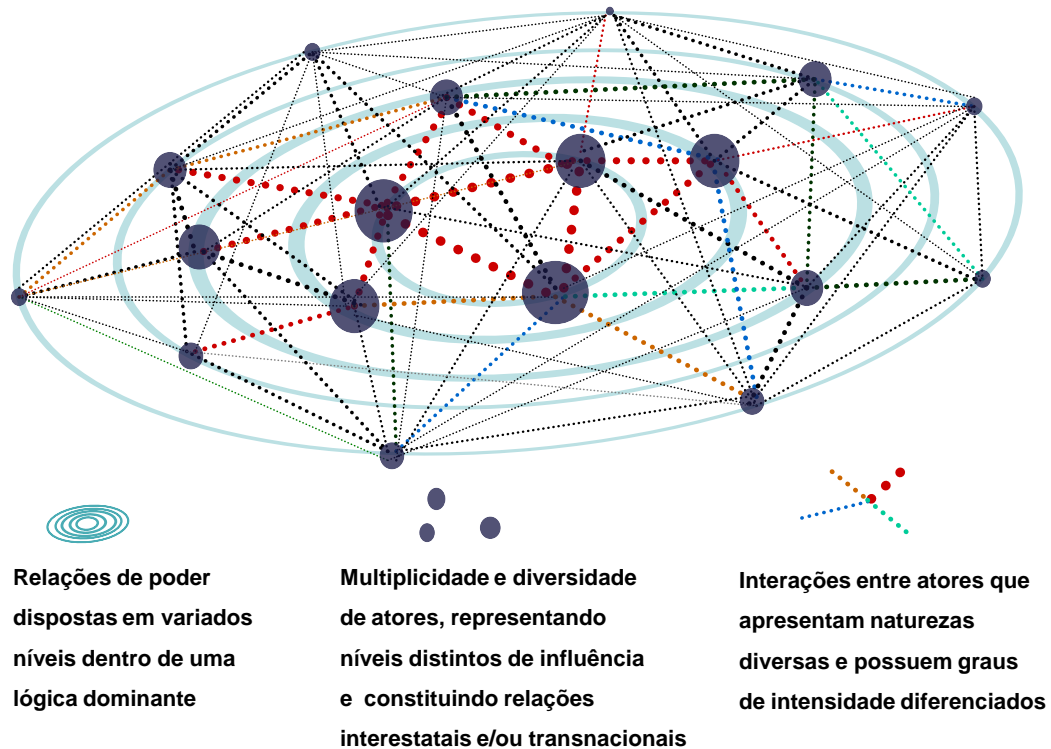 Relações de poder
dispostas em variados
níveis dentro de uma
lógica dominante
Multiplicidade e diversidade
de atores, representando
níveis distintos de influência
e constituindo relações
interestatais e/ou transnacionais
Interações entre atores que
apresentam naturezas
diversas e possuem graus
de intensidade diferenciados